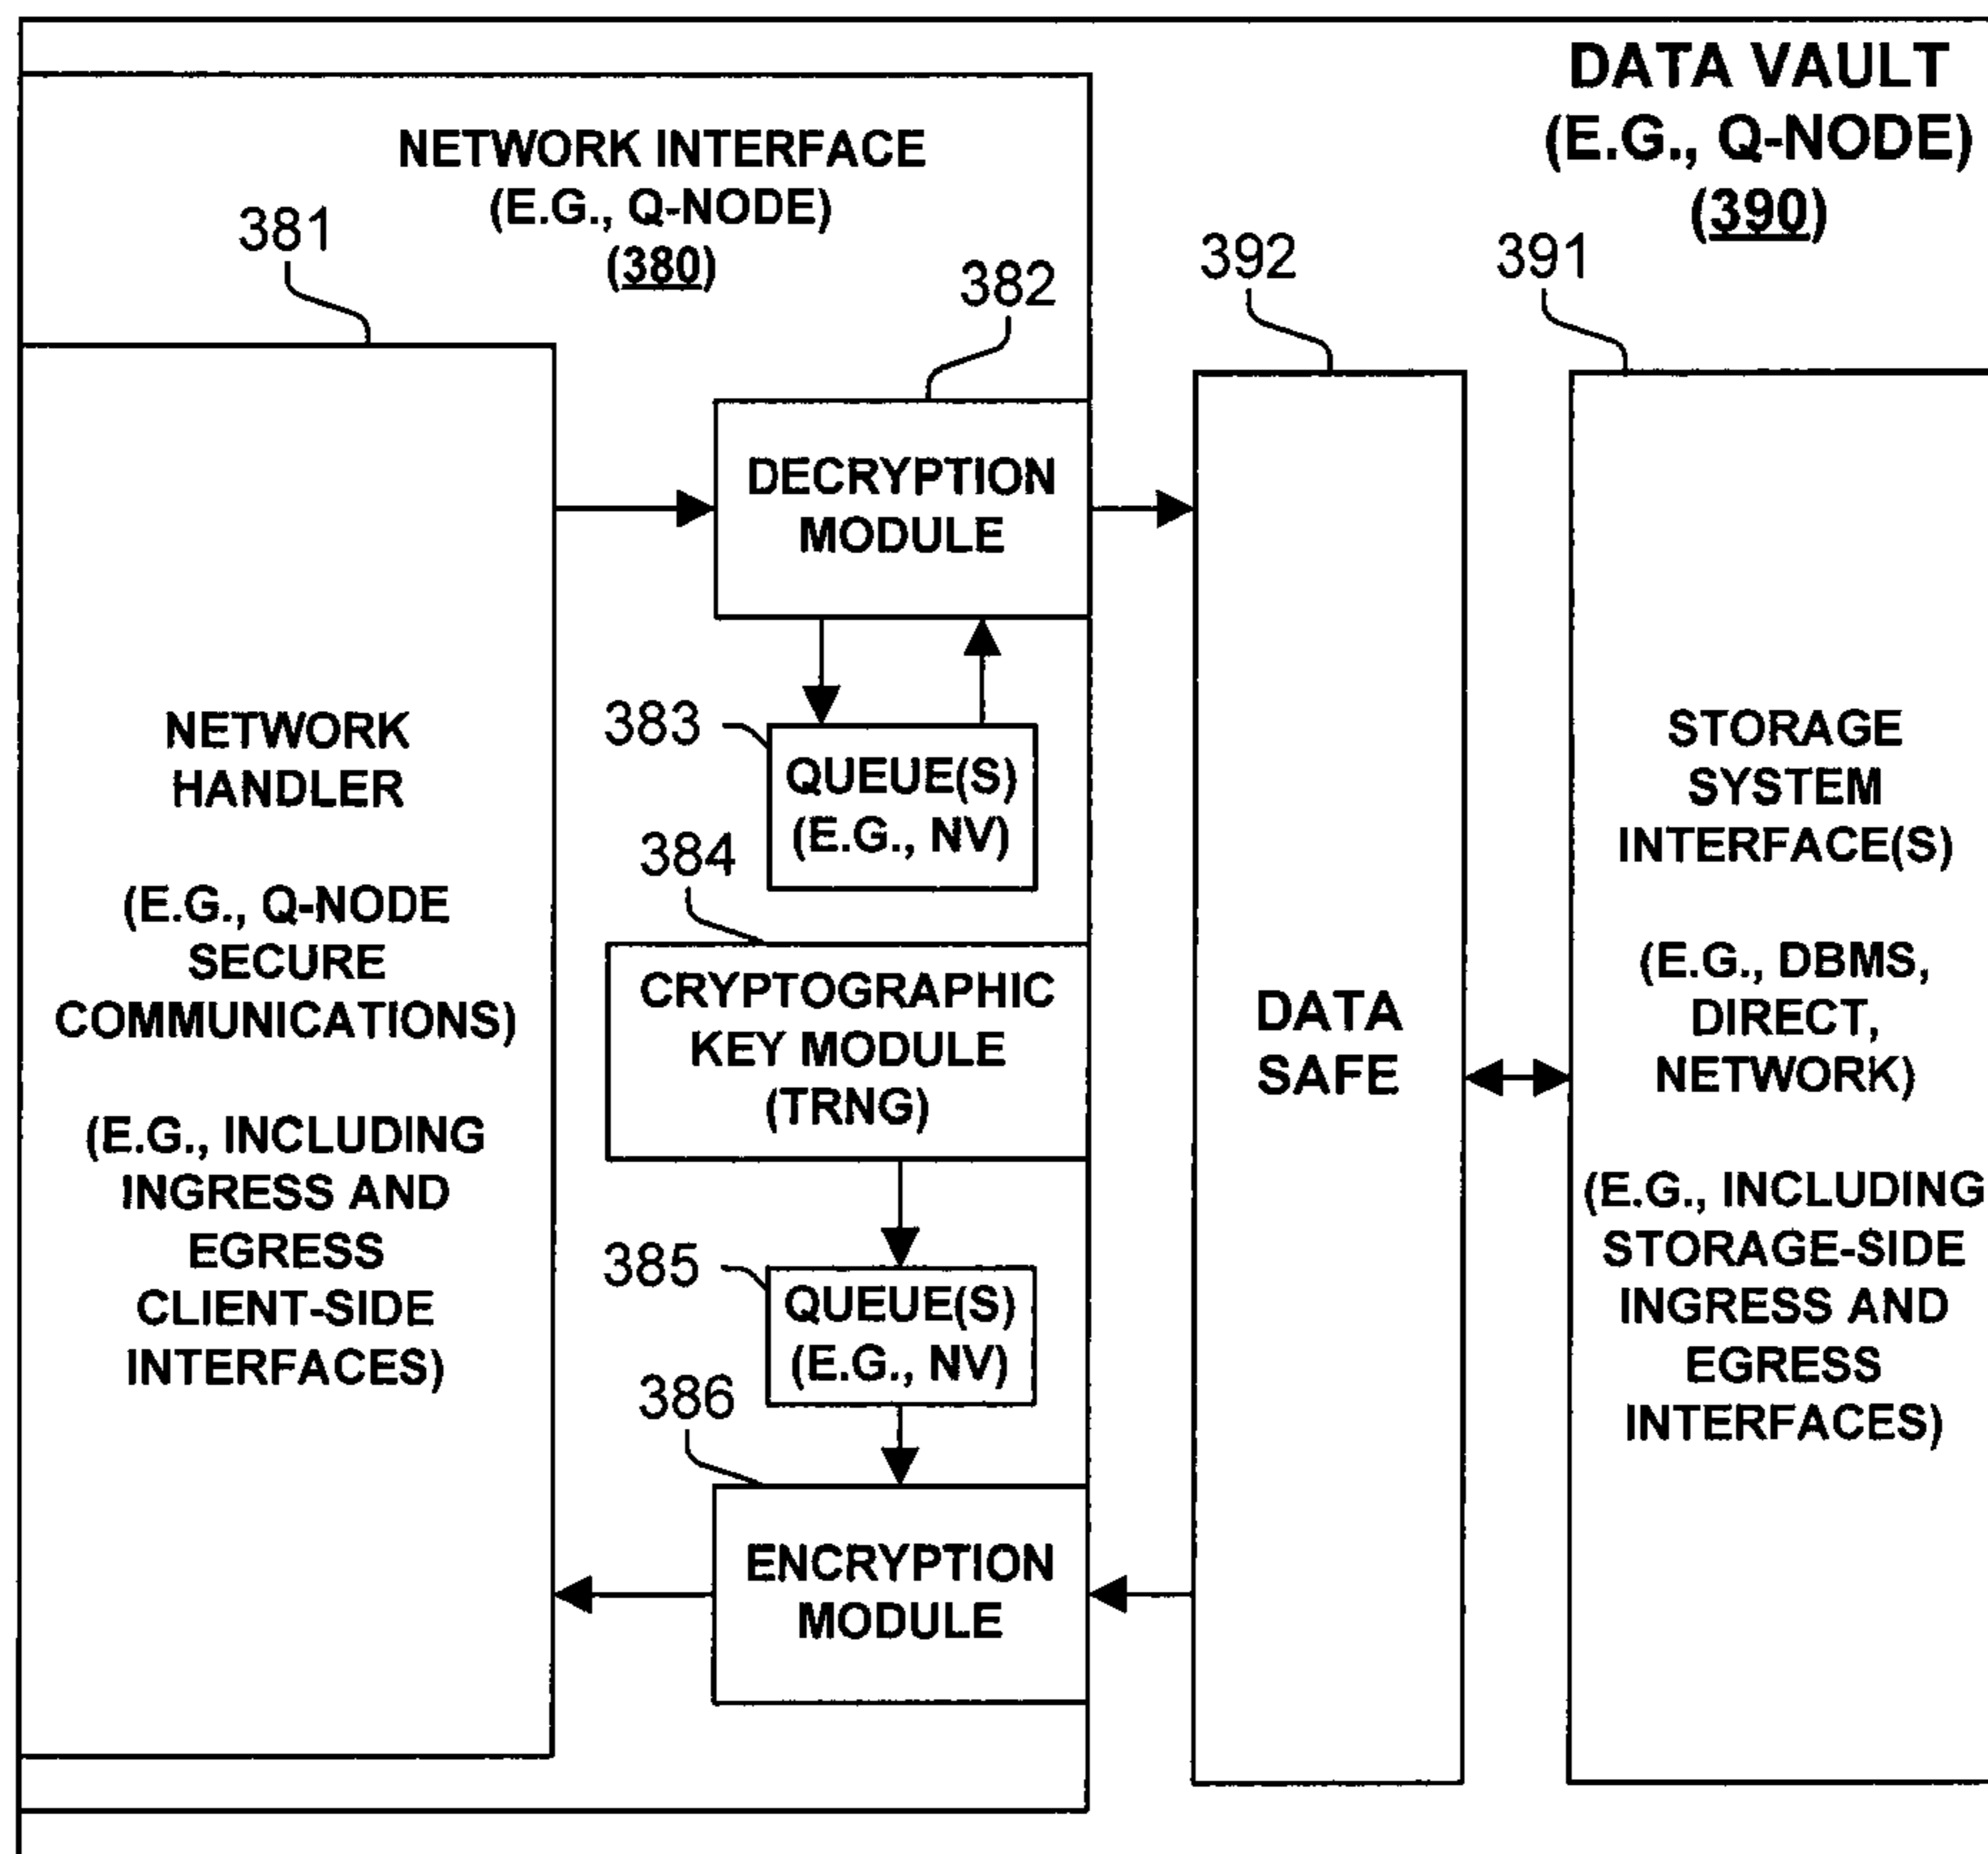 DATA VAULT
(E.G., Q-NODE)
(390)
NETWORK INTERFACE
(E.G., Q-NODE)
(380)
381
382
392
391
DECRYPTION
MODULE
383
QUEUE(S)
(E.G., NV)
384
CRYPTOGRAPHIC
KEY MODULE
(TRNG)
385
QUEUE(S)
(E.G., NV)
386
ENCRYPTION
MODULE
NETWORK
HANDLER
(E.G., Q-NODE
SECURE
COMMUNICATIONS)
(E.G., INCLUDING
INGRESS AND
EGRESS
CLIENT-SIDE
INTERFACES)
DATA
SAFE
STORAGE
SYSTEM
INTERFACE(S)
(E.G., DBMS,
DIRECT,
NETWORK)
(E.G., INCLUDING
STORAGE-SIDE
INGRESS AND
EGRESS
INTERFACES)